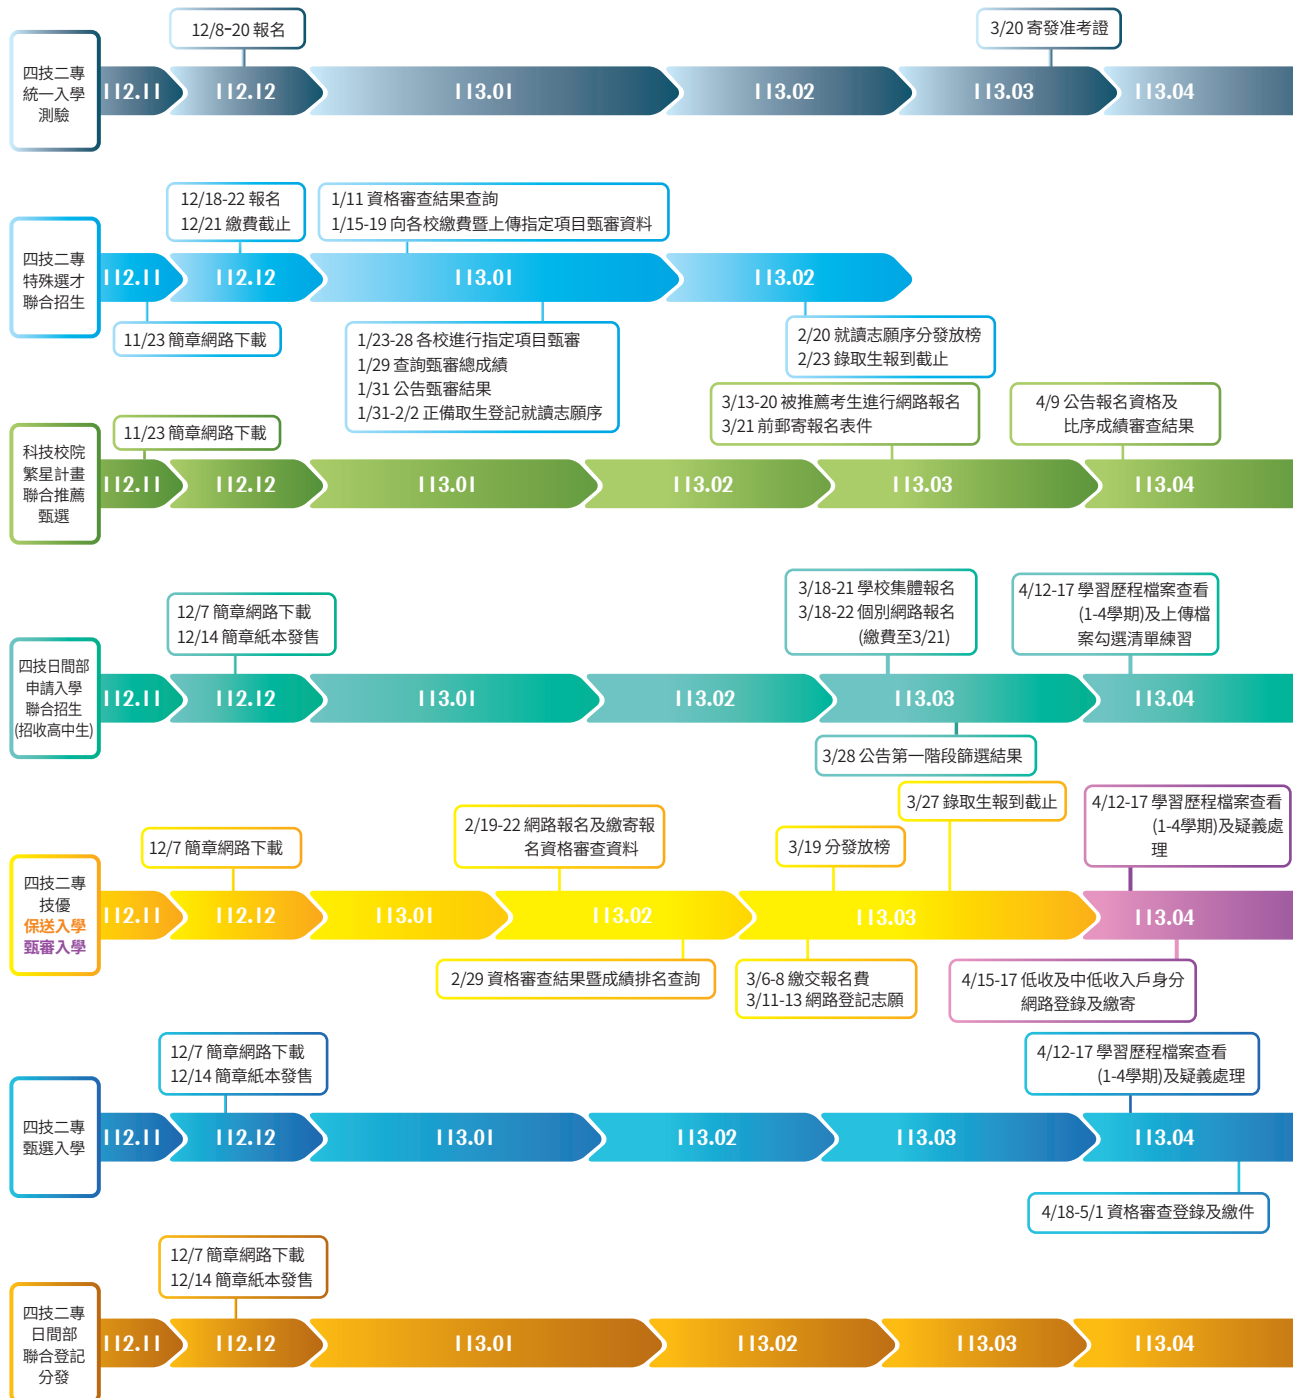 12/8-20 報名
3/20 寄發准考證
四技二專
統一入學
測驗
112.11
112.12
113.01
113.02
113.03
113.04
12/18-22 報名
12/21 繳費截止
1/11 資格審查結果查詢
1/15-19 向各校繳費暨上傳指定項目甄審資料
四技二專
特殊選才
聯合招生
112.11
112.12
113.01
113.02
11/23 簡章網路下載
1/23-28 各校進行指定項目甄審
1/29 查詢甄審總成績
1/31 公告甄審結果
1/31-2/2 正備取生登記就讀志願序
2/20 就讀志願序分發放榜
2/23 錄取生報到截止
11/23 簡章網路下載
3/13-20 被推薦考生進行網路報名
3/21 前郵寄報名表件
4/9 公告報名資格及
比序成績審查結果
科技校院
繁星計畫
聯合推薦
甄選
112.11
112.12
113.01
113.02
113.03
113.04
12/7 簡章網路下載
12/14 簡章紙本發售
3/18-21 學校集體報名
3/18-22 個別網路報名
(繳費至3/21)
4/12-17 學習歷程檔案查看
(1-4學期)及上傳檔
案勾選清單練習
四技日間部
申請入學
聯合招生
(招收高中生)
112.11
112.12
113.01
113.02
113.03
113.04
3/28 公告第一階段篩選結果
12/7 簡章網路下載
2/19-22 網路報名及繳寄報
名資格審查資料
3/19 分發放榜
3/27 錄取生報到截止
4/12-17 學習歷程檔案查看
(1-4學期)及疑義處
理
四技二專
技優
保送入學
甄審入學
112.11
112.12
113.01
113.02
113.03
113.04
2/29 資格審查結果暨成績排名查詢
3/6-8 繳交報名費
3/11-13 網路登記志願
4/15-17 低收及中低收入戶身分
網路登錄及繳寄
12/7 簡章網路下載
12/14 簡章紙本發售
4/12-17 學習歷程檔案查看
(1-4學期)及疑義處理
四技二專
甄選入學
112.11
112.12
113.01
113.02
113.03
113.04
4/18-5/1 資格審查登錄及繳件
12/7 簡章網路下載
12/14 簡章紙本發售
四技二專
日間部
聯合登記
分發
112.11
112.12
113.01
113.02
113.03
113.04